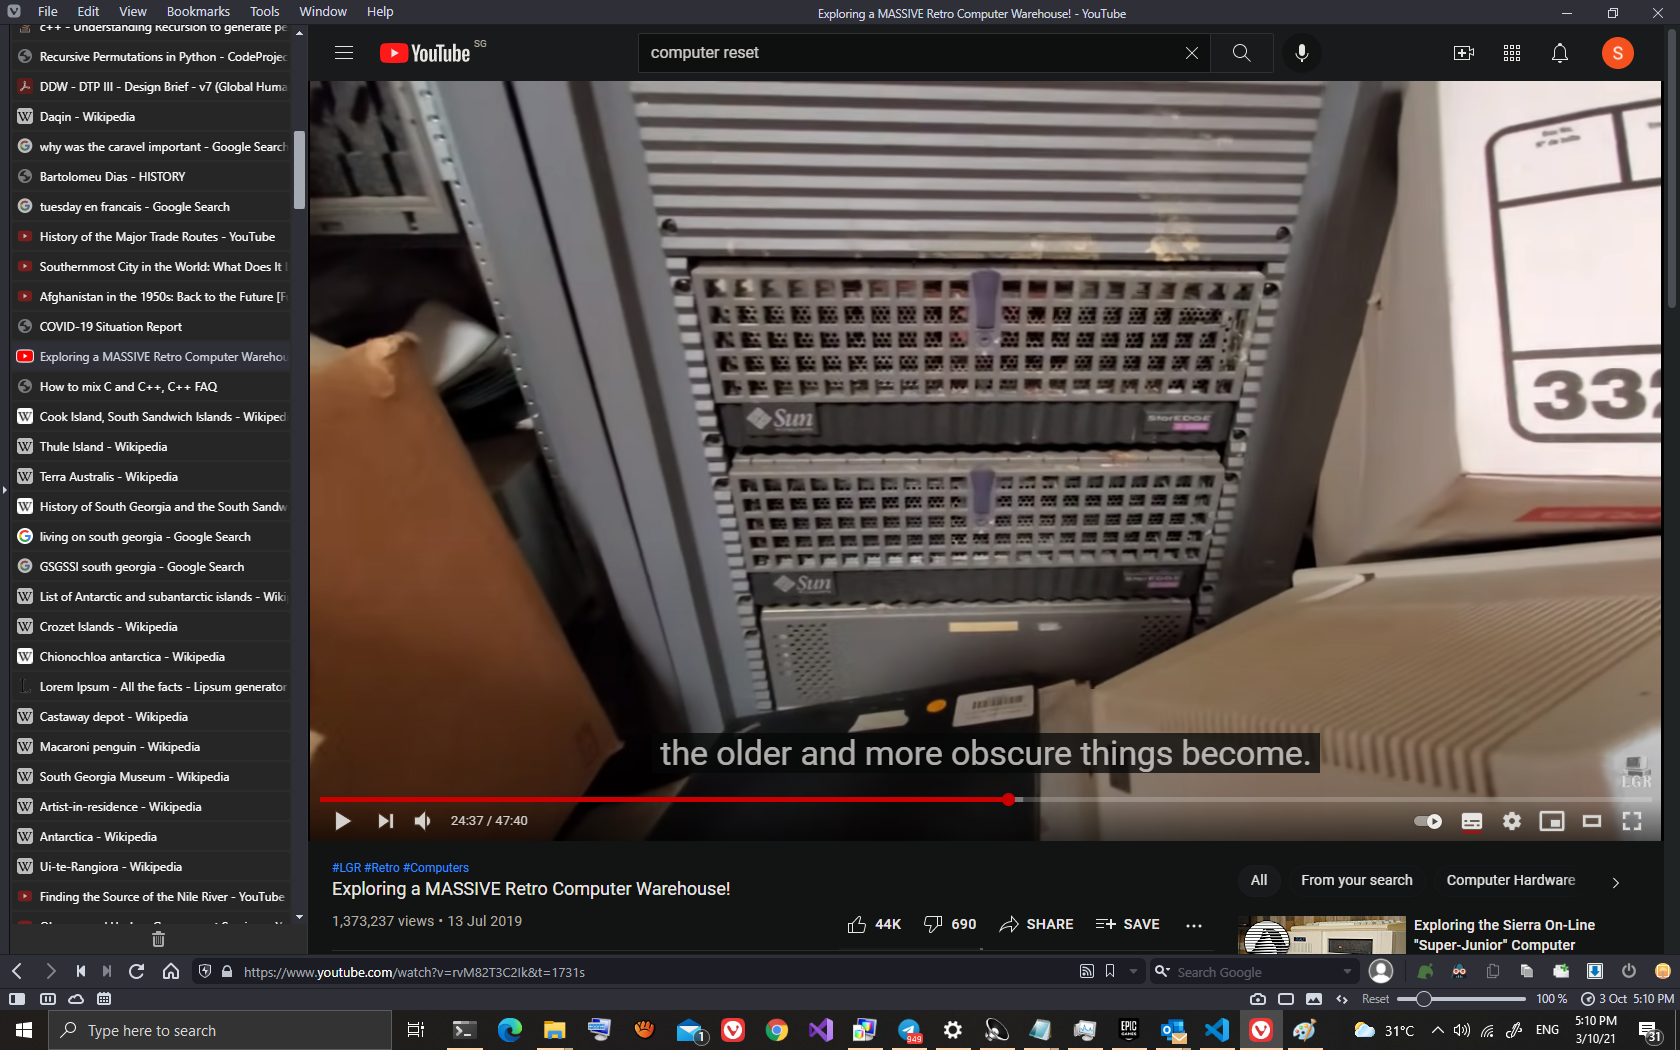 File Edit View Bookmarks Tools Window Help
Exploring a MASSIVE Retro Computer Warehouse! - YouTube
c++ - Understanding Recursion to generate pe
Recursive Permutations in Python - CodeProjec
DDW - DTP III - Design Brief - v7 (Global Huma
Daqin - Wikipedia
why was the caravel important - Google Search
Bartolomeu Dias - HISTORY
tuesday en francais - Google Search
History of the Major Trade Routes - YouTube
Southernmost City in the World: What Does It
Afghanistan in the 1950s: Back to the Future [F
COVID-19 Situation Report
Exploring a MASSIVE Retro Computer Warehou
How to mix C and C++, C++ FAQ
Cook Island, South Sandwich Islands - Wikiped
Thule Island - Wikipedia
Terra Australis - Wikipedia
History of South Georgia and the South Sandw
living on south georgia - Google Search
GSGSSI south georgia - Google Search
List of Antarctic and subantarctic islands - Wiki
Crozet Islands - Wikipedia
Chionochloa antarctica - Wikipedia
Lorem Ipsum - All the facts - Lipsum generator
Castaway depot - Wikipedia
Macaroni penguin - Wikipedia
South Georgia Museum - Wikipedia
Artist-in-residence - Wikipedia
Antarctica - Wikipedia
Ui-te-Rangiora - Wikipedia
Finding the Source of the Nile River - YouTube
YouTube SG
computer reset
S
332
Sun StorEDGE
Sun StorEDGE
the older and more obscure things become.
LGR
24:37 / 47:40
#LGR #Retro #Computers
Exploring a MASSIVE Retro Computer Warehouse!
1,373,237 views • 13 Jul 2019
44K 690 SHARE SAVE
All From your search Computer Hardware
Exploring the Sierra On-Line
"Super-Junior" Computer
https://www.youtube.com/watch?v=rvM82T3C2Ik&t=1731s
Search Google
Reset 100 % 3 Oct 5:10 PM
Type here to search
1
949
EPIC GAMES
31°C
ENG
5:10 PM
3/10/21
31